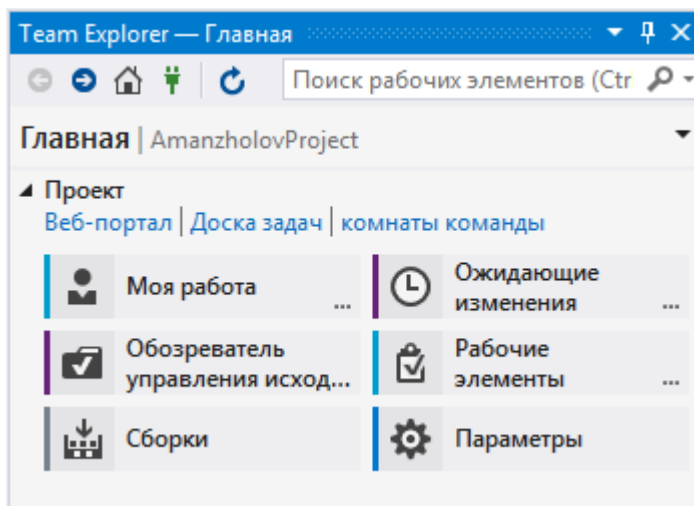 Team Explorer — Главная
Поиск рабочих элементов (Ctr
Главная | AmanzholovProject
Проект
Веб-портал | Доска задач | комнаты команды
Моя работа ...
Ожидающие
изменения ...
Обозреватель
управления исход...
Рабочие
элементы ...
Сборки
Параметры